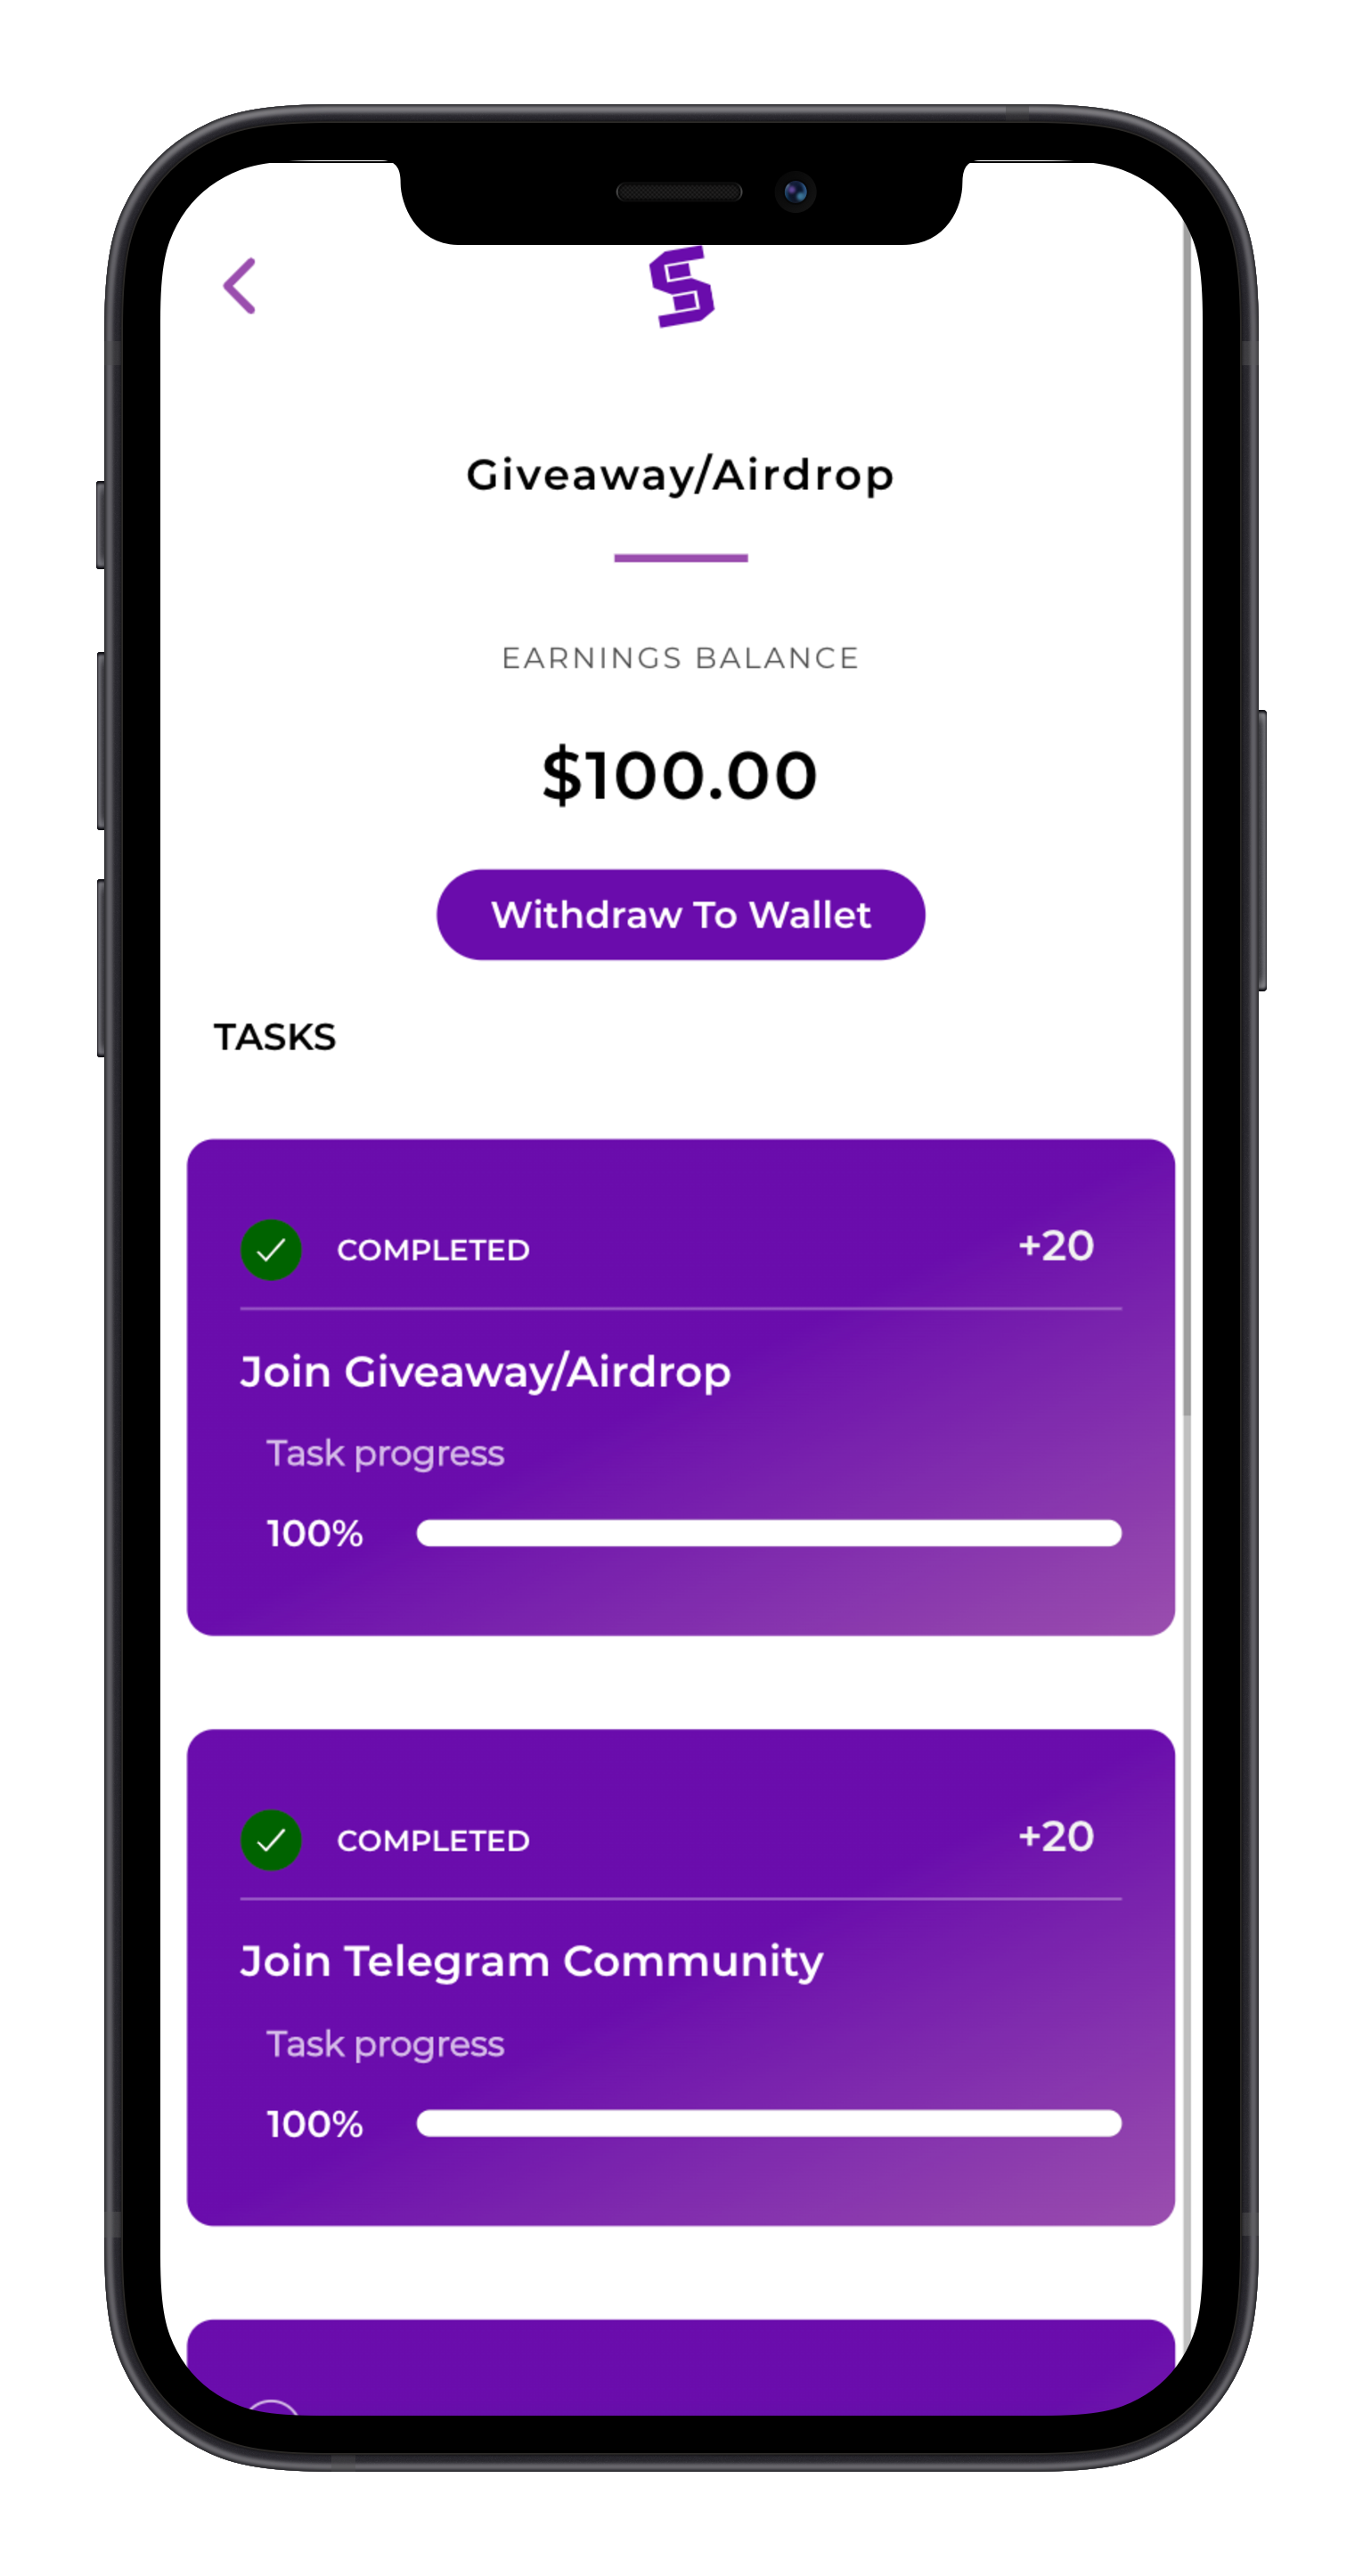 Giveaway/Airdrop
EARNINGS BALANCE
$100.00
Withdraw To Wallet
TASKS
COMPLETED +20
Join Giveaway/Airdrop
Task progress
100%
COMPLETED +20
Join Telegram Community
Task progress
100%